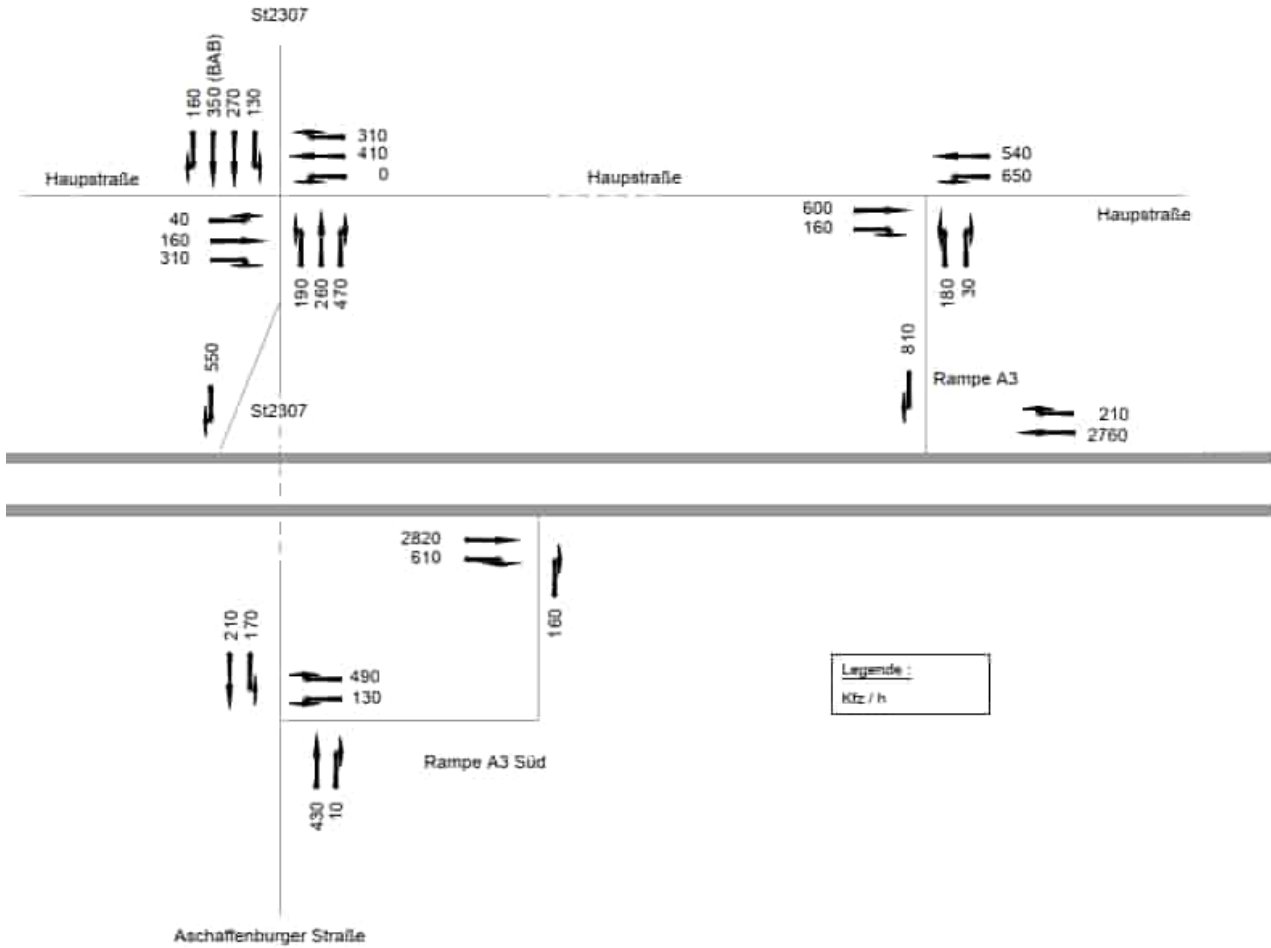 St2307
160
350 (BAB)
270
130
310
410
0
Haupstraße
Haupstraße
540
650
Haupstraße
40
160
310
600
160
190
260
470
180
30
550
810
St2307
Rampe A3
210
2760
2820
610
160
210
170
490
130
Legende :
Kfz / h
Rampe A3 Süd
430
10
Aschaffenburger Straße